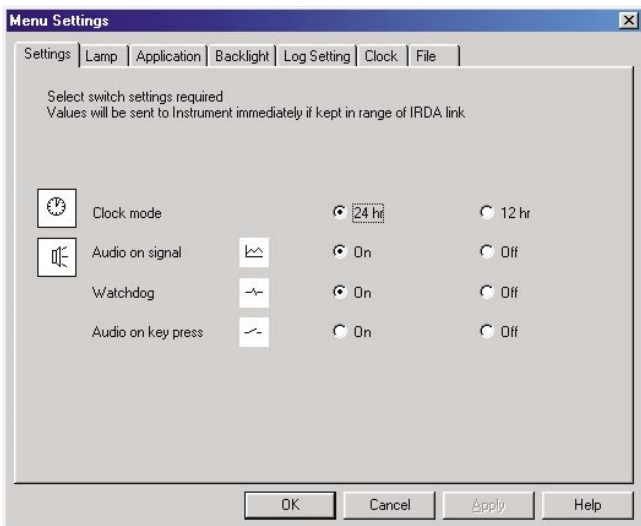 Menu Settings
Settings Lamp Application Backlight Log Setting Clock File
Select switch settings required
Values will be sent to Instrument immediately if kept in range of IRDA link
Clock mode 24 hr 12 hr
Audio on signal On Off
Watchdog On Off
Audio on key press On Off
OK Cancel Apply Help